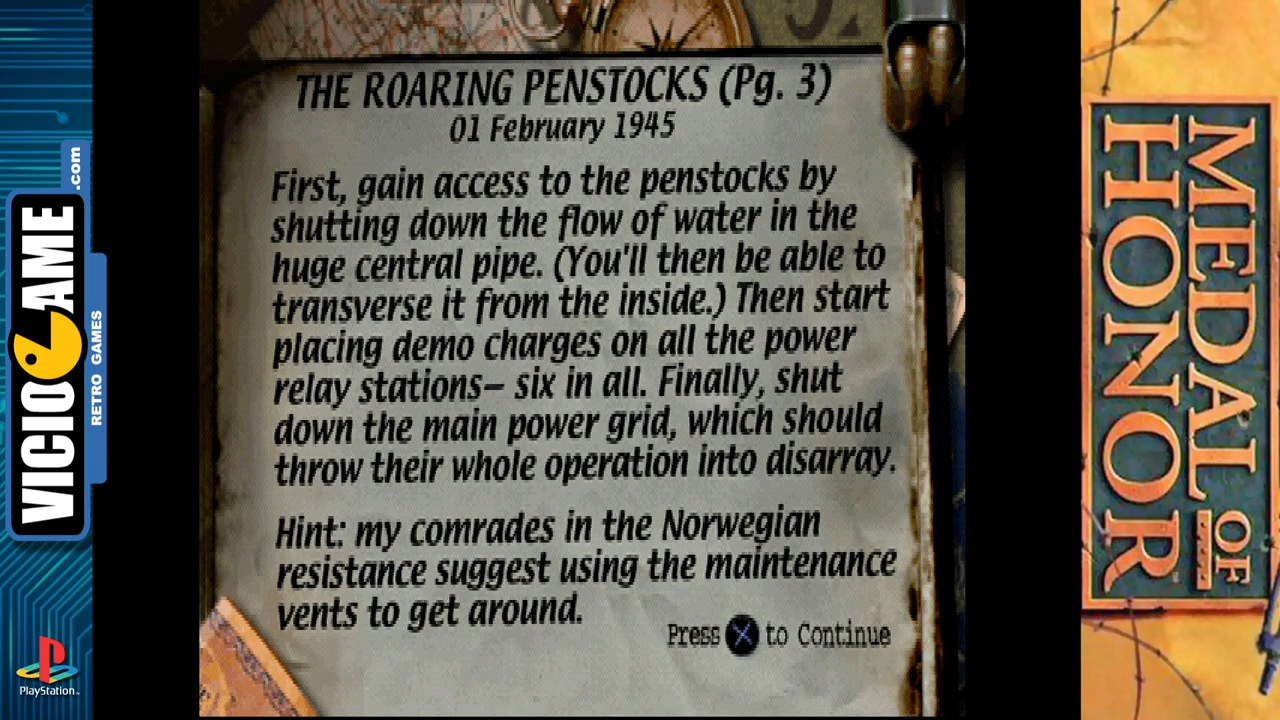 THE ROARING PENSTOCKS (Pg. 3)
01 February 1945
First, gain access to the penstocks by
shutting down the flow of water in the
huge central pipe. (You'll then be able to
transverse it from the inside.) Then start
placing demo charges on all the power
relay stations– six in all. Finally, shut
down the main power grid, which should
throw their whole operation into disarray.
Hint: my comrades in the Norwegian
resistance suggest using the maintenance
vents to get around.
Press X to Continue
VICIOGAME.com
RETRO GAMES
PlayStation
MEDAL OF
HONOR